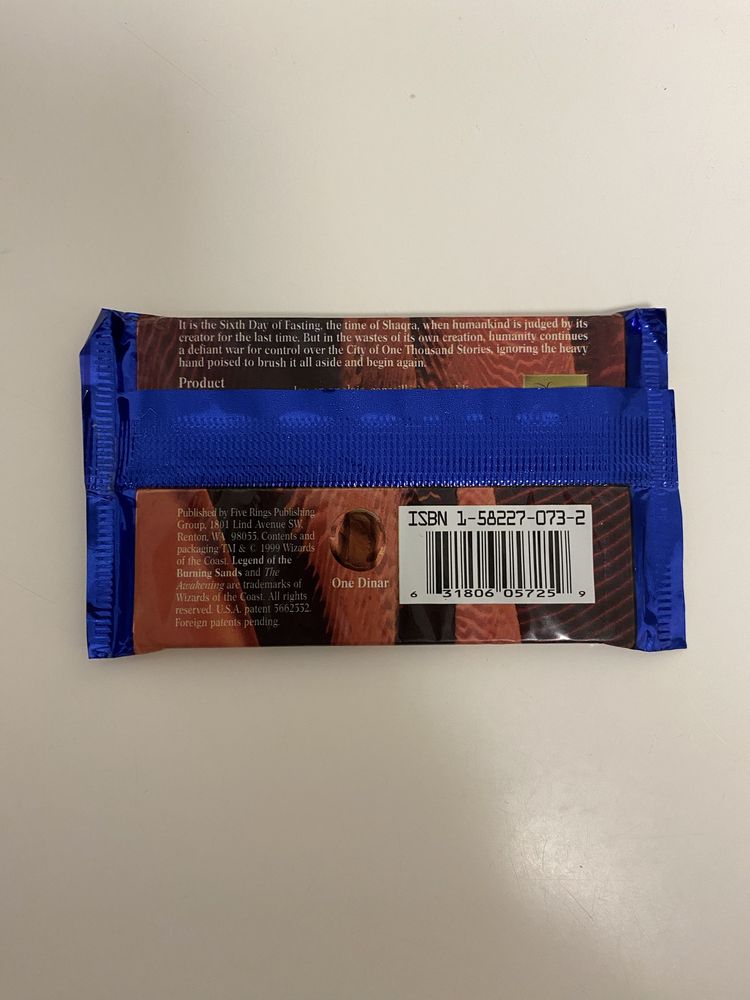 It is the Sixth Day of Fasting, the time of Shaqra, when humankind is judged by its
creator for the last time. But in the wastes of its own creation, humanity continues
a defiant war for control over the City of One Thousand Stories, ignoring the heavy
hand poised to brush it all aside and begin again.
Product
Published by Five Rings Publishing
Group, 1801 Lind Avenue SW,
Renton, WA 98055. Contents and
packaging TM & © 1999 Wizards
of the Coast. Legend of the
Burning Sands and The
Awakening are trademarks of
Wizards of the Coast. All rights
reserved. U.S.A. patent 5662332.
Foreign patents pending.
One Dinar
ISBN 1-58227-073-2
6 31806 05725 9